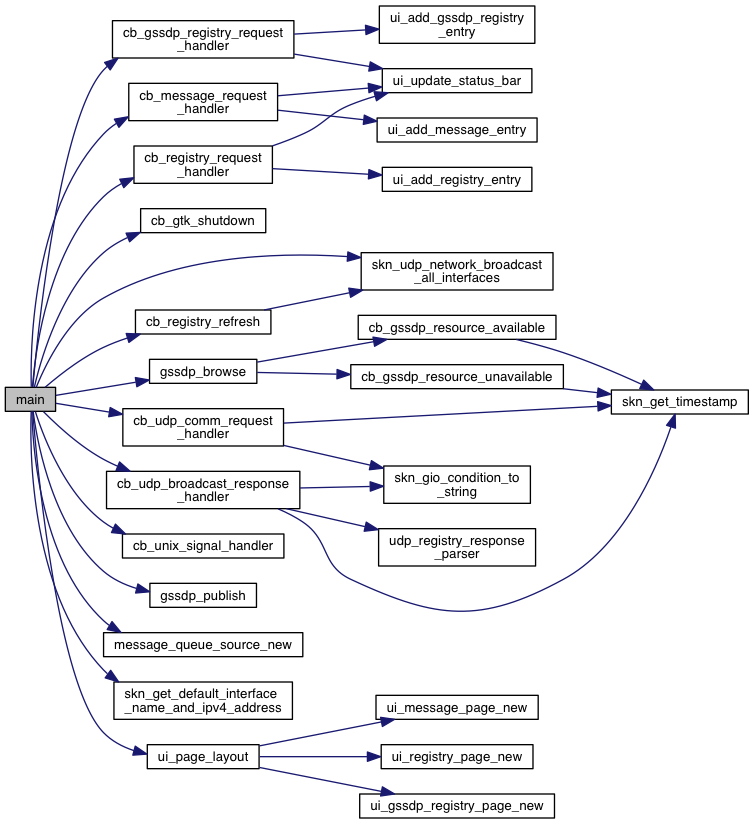 main
cb_gssdp_registry_request
_handler
cb_message_request
_handler
cb_registry_request
_handler
cb_gtk_shutdown
cb_registry_refresh
gssdp_browse
cb_udp_comm_request
_handler
cb_udp_broadcast_response
_handler
cb_unix_signal_handler
gssdp_publish
message_queue_source_new
skn_get_default_interface
_name_and_ipv4_address
ui_page_layout
ui_add_gssdp_registry
_entry
ui_update_status_bar
ui_add_message_entry
ui_add_registry_entry
skn_udp_network_broadcast
_all_interfaces
cb_gssdp_resource_available
cb_gssdp_resource_unavailable
skn_gio_condition_to
_string
udp_registry_response
_parser
ui_message_page_new
ui_registry_page_new
ui_gssdp_registry_page_new
skn_get_timestamp